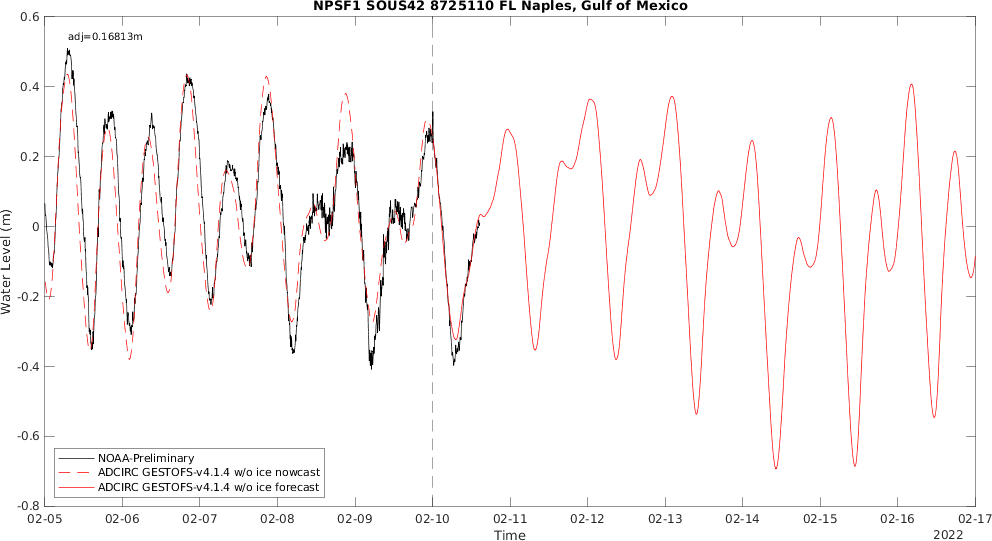 NPSF1 SOUS42 8725110 FL Naples, Gulf of Mexico
adj=0.16813m
0.6
0.4
0.2
0
-0.2
-0.4
-0.6
-0.8
Water Level (m)
NOAA-Preliminary
ADCIRC GESTOFS-v4.1.4 w/o ice nowcast
ADCIRC GESTOFS-v4.1.4 w/o ice forecast
02-05 02-06 02-07 02-08 02-09 02-10 02-11 02-12 02-13 02-14 02-15 02-16 02-17
Time
2022